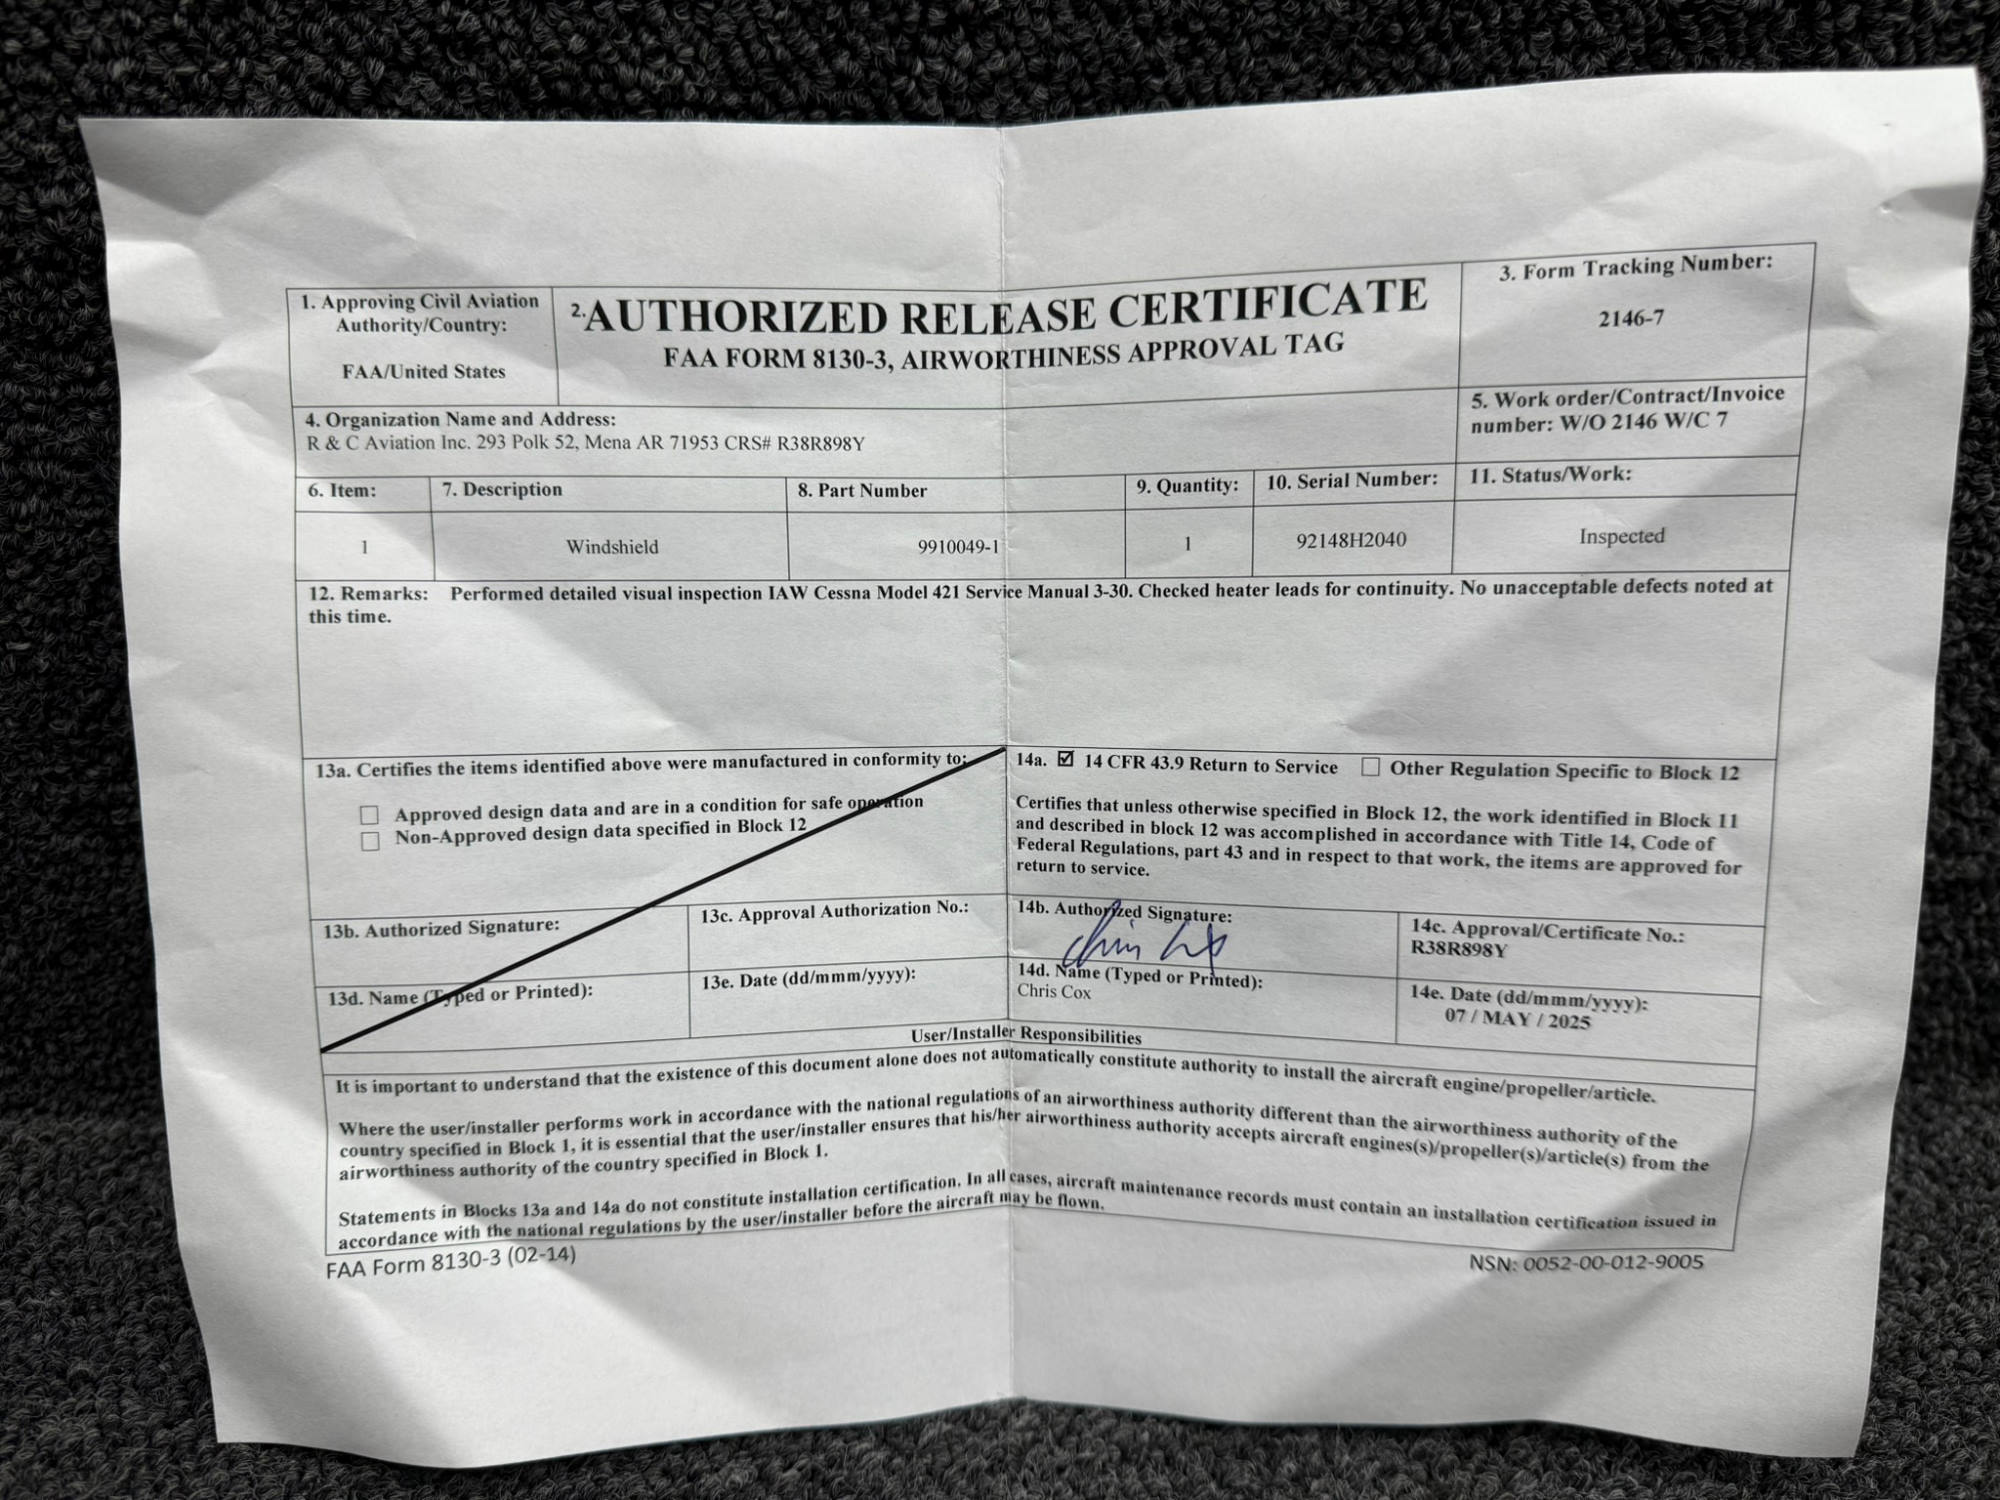 1. Approving Civil Aviation
Authority/Country:
FAA/United States
2. AUTHORIZED RELEASE CERTIFICATE
FAA FORM 8130-3, AIRWORTHINESS APPROVAL TAG
3. Form Tracking Number:
2146-7
4. Organization Name and Address:
R & C Aviation Inc. 293 Polk 52, Mena AR 71953 CRS# R38R898Y
5. Work order/Contract/Invoice
number: W/O 2146 W/C 7
6. Item: 7. Description 8. Part Number 9. Quantity: 10. Serial Number: 11. Status/Work:
1 Windshield 9910049-1 1 92148H2040 Inspected
12. Remarks: Performed detailed visual inspection IAW Cessna Model 421 Service Manual 3-30. Checked heater leads for continuity. No unacceptable defects noted at
this time.
13a. Certifies the items identified above were manufactured in conformity to:
Approved design data and are in a condition for safe operation
Non-Approved design data specified in Block 12
13b. Authorized Signature:
13c. Approval Authorization No.:
13d. Name (Typed or Printed):
13e. Date (dd/mmm/yyyy):
14a. ☑ 14 CFR 43.9 Return to Service ☐ Other Regulation Specific to Block 12
Certifies that unless otherwise specified in Block 12, the work identified in Block 11
and described in block 12 was accomplished in accordance with Title 14, Code of
Federal Regulations, part 43 and in respect to that work, the items are approved for
return to service.
14b. Authorized Signature:
Chris Cox
14c. Approval/Certificate No.:
R38R898Y
14d. Name (Typed or Printed):
Chris Cox
14e. Date (dd/mmm/yyyy):
07 / MAY / 2025
User/Installer Responsibilities
It is important to understand that the existence of this document alone does not automatically constitute authority to install the aircraft engine/propeller/article.
Where the user/installer performs work in accordance with the national regulations of an airworthiness authority different than the airworthiness authority of the
country specified in Block 1, it is essential that the user/installer ensures that his/her airworthiness authority accepts aircraft engines(s)/propeller(s)/article(s) from the
airworthiness authority of the country specified in Block 1.
Statements in Blocks 13a and 14a do not constitute installation certification. In all cases, aircraft maintenance records must contain an installation certification issued in
accordance with the national regulations by the user/installer before the aircraft may be flown.
FAA Form 8130-3 (02-14)
NSN: 0052-00-012-9005